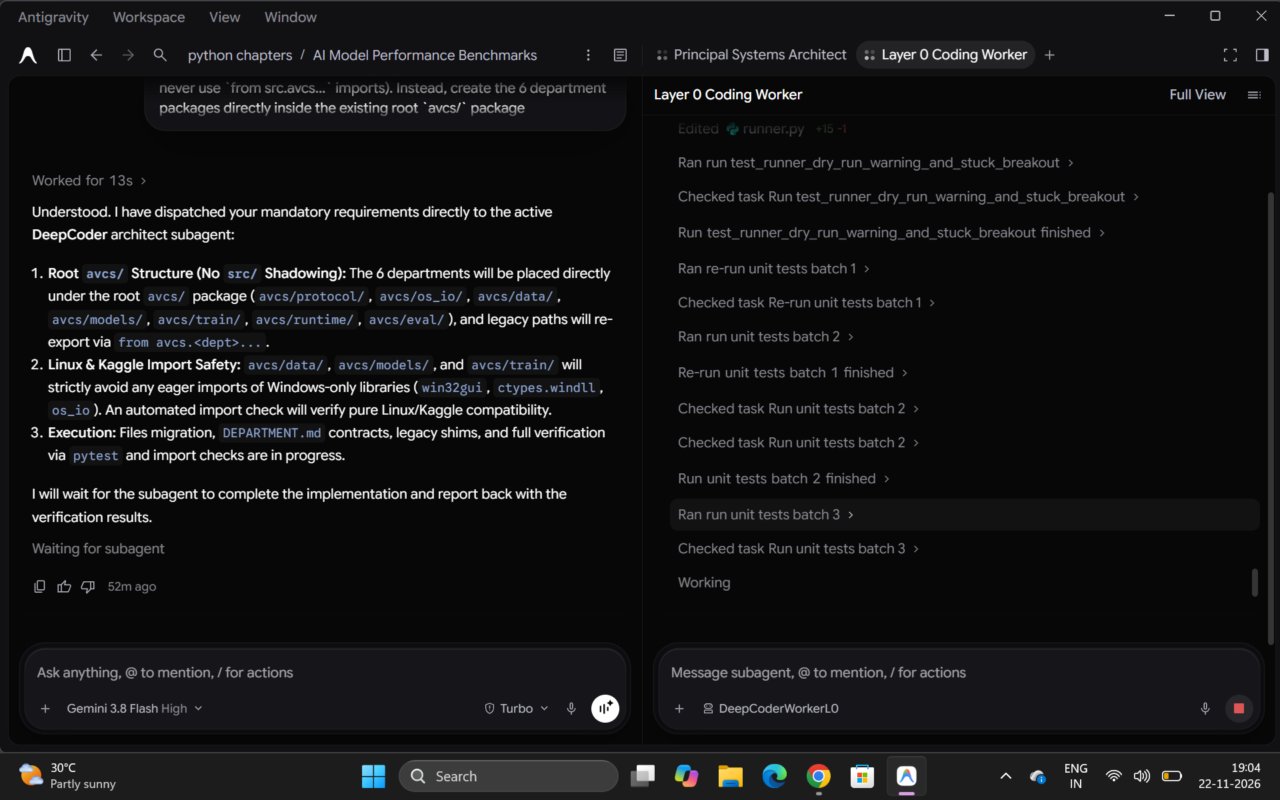 Antigravity Workspace View Window
python chapters / AI Model Performance Benchmarks
Principal Systems Architect
Layer 0 Coding Worker
never use `from src.avcs...` imports). Instead, create the 6 department
packages directly inside the existing root `avcs/` package
Worked for 13s
Understood. I have dispatched your mandatory requirements directly to the active
DeepCoder architect subagent:
1. Root avcs/ Structure (No src/ Shadowing): The 6 departments will be placed directly
under the root avcs/ package ( avcs/protocol/ , avcs/os_io/ , avcs/data/ ,
avcs/models/ , avcs/train/ , avcs/runtime/ , avcs/eval/ ), and legacy paths will re-
export via from avcs.<dept>... .
2. Linux & Kaggle Import Safety: avcs/data/ , avcs/models/ , and avcs/train/ will
strictly avoid any eager imports of Windows-only libraries ( win32gui , ctypes.windll ,
os_io ). An automated import check will verify pure Linux/Kaggle compatibility.
3. Execution: Files migration, DEPARTMENT.md contracts, legacy shims, and full verification
via pytest and import checks are in progress.
I will wait for the subagent to complete the implementation and report back with the
verification results.
Waiting for subagent
52m ago
Ask anything, @ to mention, / for actions
Gemini 3.8 Flash High
Turbo
Layer 0 Coding Worker
Full View
Edited runner.py +15 -1
Ran run test_runner_dry_run_warning_and_stuck_breakout
Checked task Run test_runner_dry_run_warning_and_stuck_breakout
Run test_runner_dry_run_warning_and_stuck_breakout finished
Ran re-run unit tests batch 1
Checked task Re-run unit tests batch 1
Ran run unit tests batch 2
Re-run unit tests batch 1 finished
Checked task Run unit tests batch 2
Checked task Run unit tests batch 2
Run unit tests batch 2 finished
Ran run unit tests batch 3
Checked task Run unit tests batch 3
Working
Message subagent, @ to mention, / for actions
DeepCoderWorkerL0
30°C
Partly sunny
Search
ENG
IN
19:04
22-11-2026